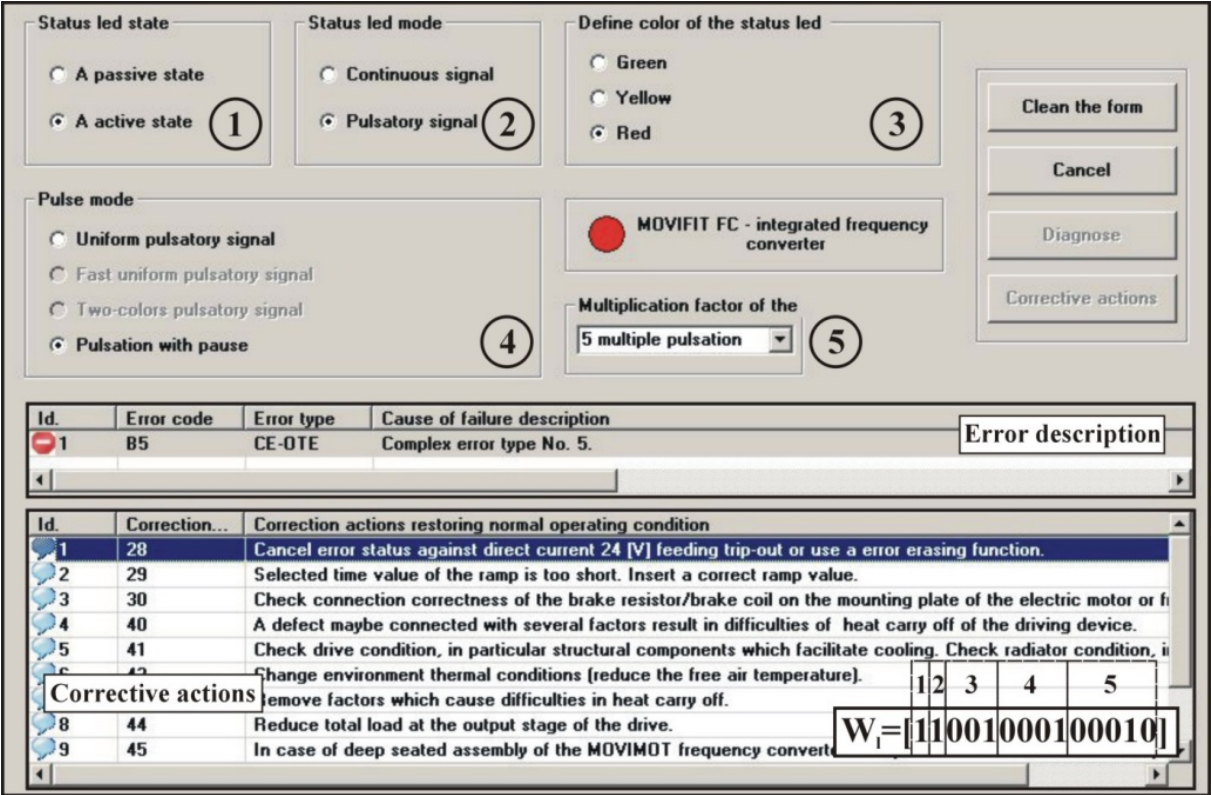 Status led state
A passive state
A active state
1
Status led mode
Continuous signal
Pulsatory signal
2
Define color of the status led
Green
Yellow
Red
3
Clean the form
Cancel
Diagnose
Corrective actions
Pulse mode
Uniform pulsatory signal
Fast uniform pulsatory signal
Two-colors pulsatory signal
Pulsation with pause
4
MOVIFIT FC - integrated frequency
converter
Multiplication factor of the
5 multiple pulsation
5
Id. Error code Error type Cause of failure description
1 B5 CE-OTE Complex error type No. 5.
Error description
Id. Correction... Correction actions restoring normal operating condition
1 28 Cancel error status against direct current 24 [V] feeding trip-out or use a error erasing function.
2 29 Selected time value of the ramp is too short. Insert a correct ramp value.
3 30 Check connection correctness of the brake resistor/brake coil on the mounting plate of the electric motor or
4 40 A defect maybe connected with several factors result in difficulties of heat carry off of the driving device.
5 41 Check drive condition, in particular structural components which facilitate cooling. Check radiator condition,
Change environment thermal conditions (reduce the free air temperature).
Remove factors which cause difficulties in heat carry off.
8 44 Reduce total load at the output stage of the drive.
9 45 In case of deep seated assembly of the MOVIMOT frequency
Corrective actions
1 2 3 4 5
W₁=[11001000100010]